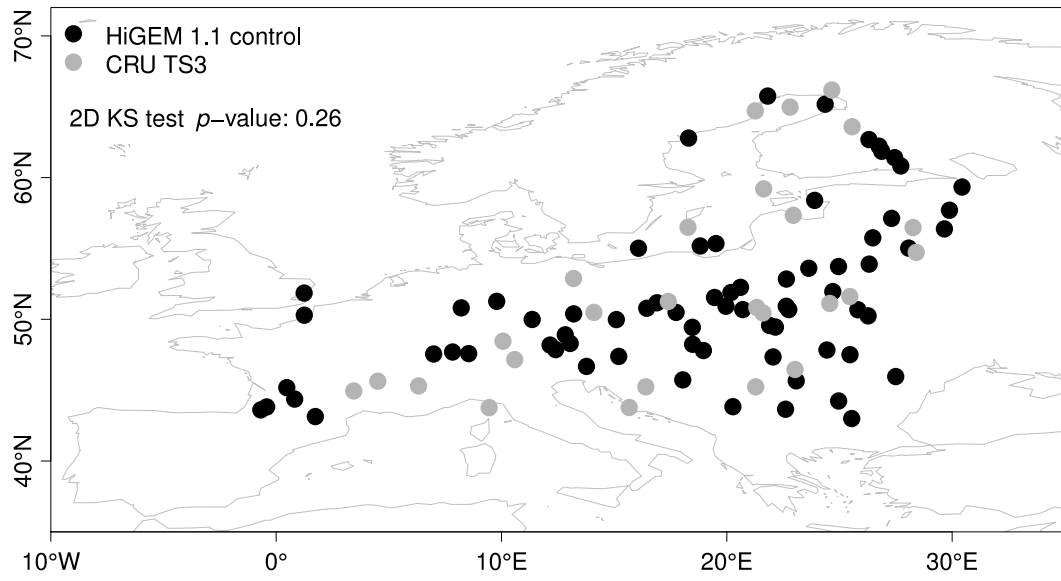 HiGEM 1.1 control
CRU TS3
2D KS test p−value: 0.26
70°N
60°N
50°N
40°N
10°W 0° 10°E 20°E 30°E